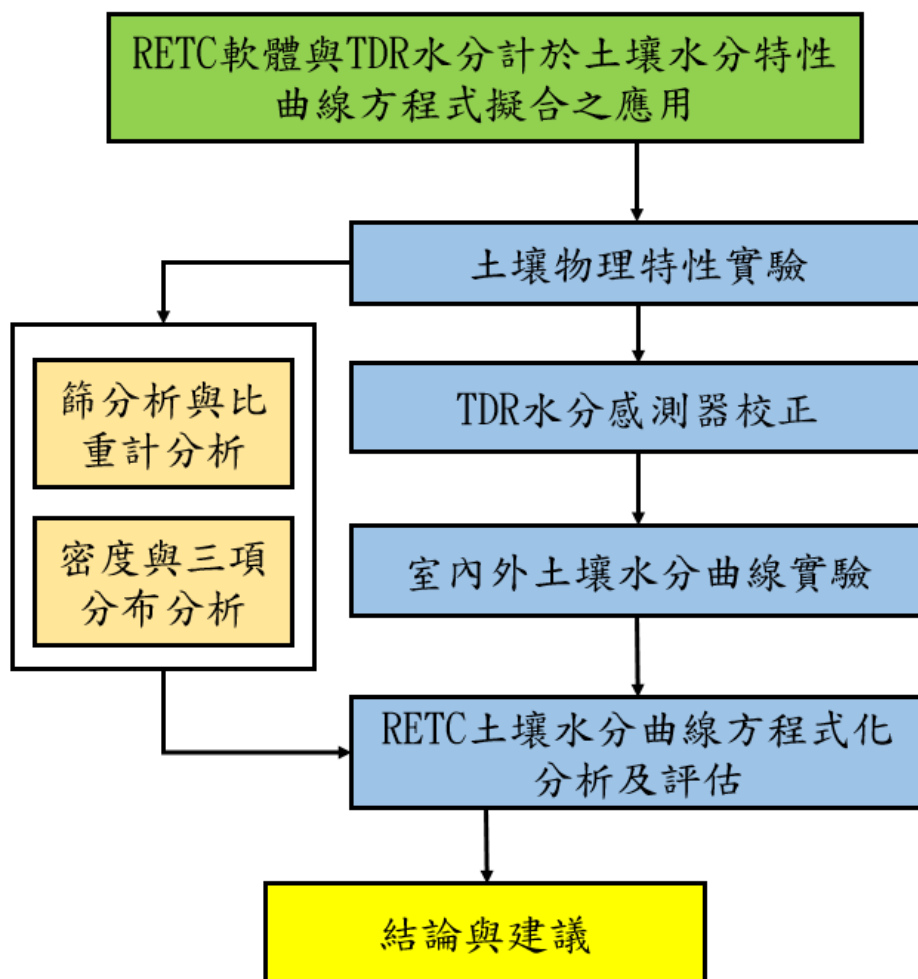 RETC軟體與TDR水分計於土壤水分特性
曲線方程式擬合之應用
土壤物理特性實驗
篩分析與比
重計分析
密度與三項
分布分析
TDR水分感測器校正
室內外土壤水分曲線實驗
RETC土壤水分曲線方程式化
分析及評估
結論與建議